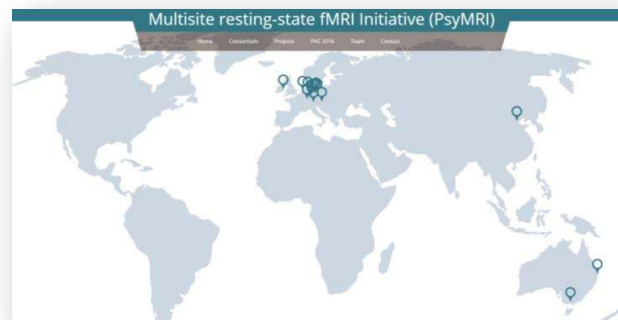 Multisite resting-state fMRI Initiative (PsyMRI)
Home Consortium Projects PAC 2016 Team Contact